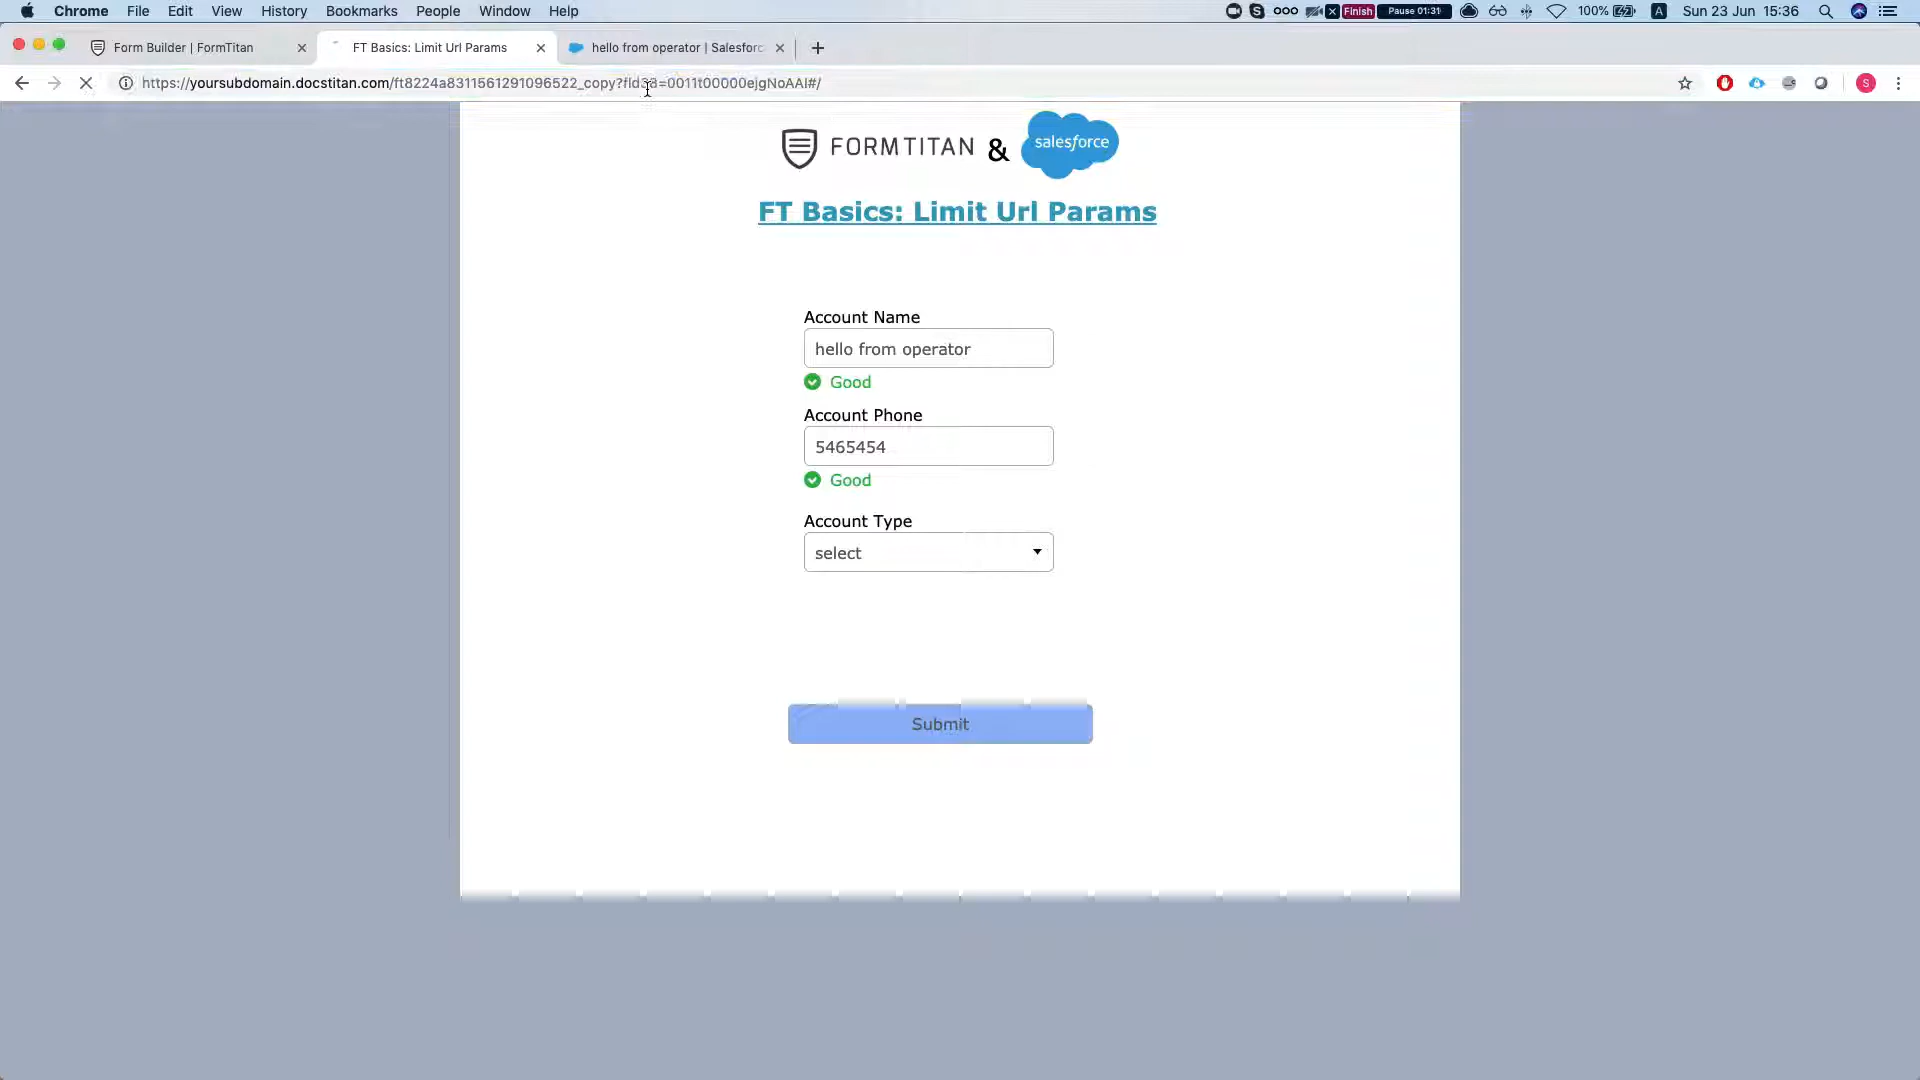 Chrome File Edit View History Bookmarks People Window Help Finish Pause 01:31 100% A Sun 23 Jun 15:36
Form Builder | FormTitan FT Basics: Limit Url Params hello from operator | Salesforc
https://yoursubdomain.docstitan.com/ft8224a8311561291096522_copy?fld33=0011t00000ejgNoAAI#/ S
FORMTITAN & salesforce
FT Basics: Limit Url Params
Account Name
hello from operator
Good
Account Phone
5465454
Good
Account Type
select
Submit